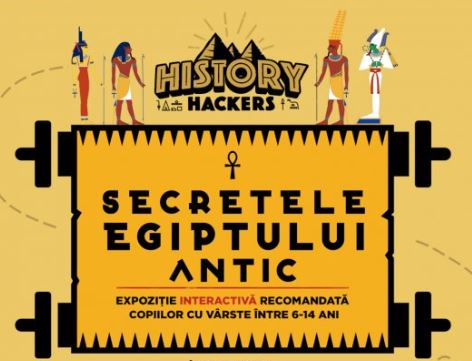 HISTORY
HACKERS
SECRETELE
EGIPTULUI
ANTIC
EXPOZIȚIE INTERACTIVĂ RECOMANDATĂ
COPIILOR CU VÂRSTE ÎNTRE 6-14 ANI